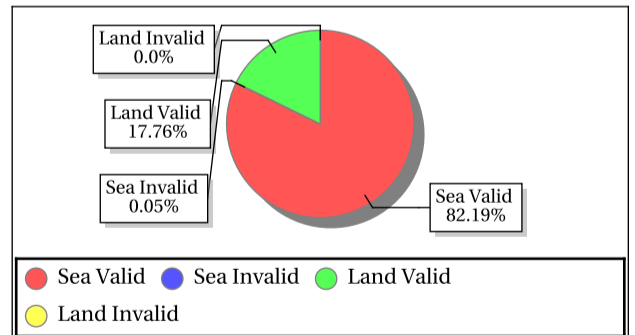 Land Invalid
0.0%
Land Valid
17.76%
Sea Invalid
0.05%
Sea Valid
82.19%
Sea Valid Sea Invalid Land Valid
Land Invalid